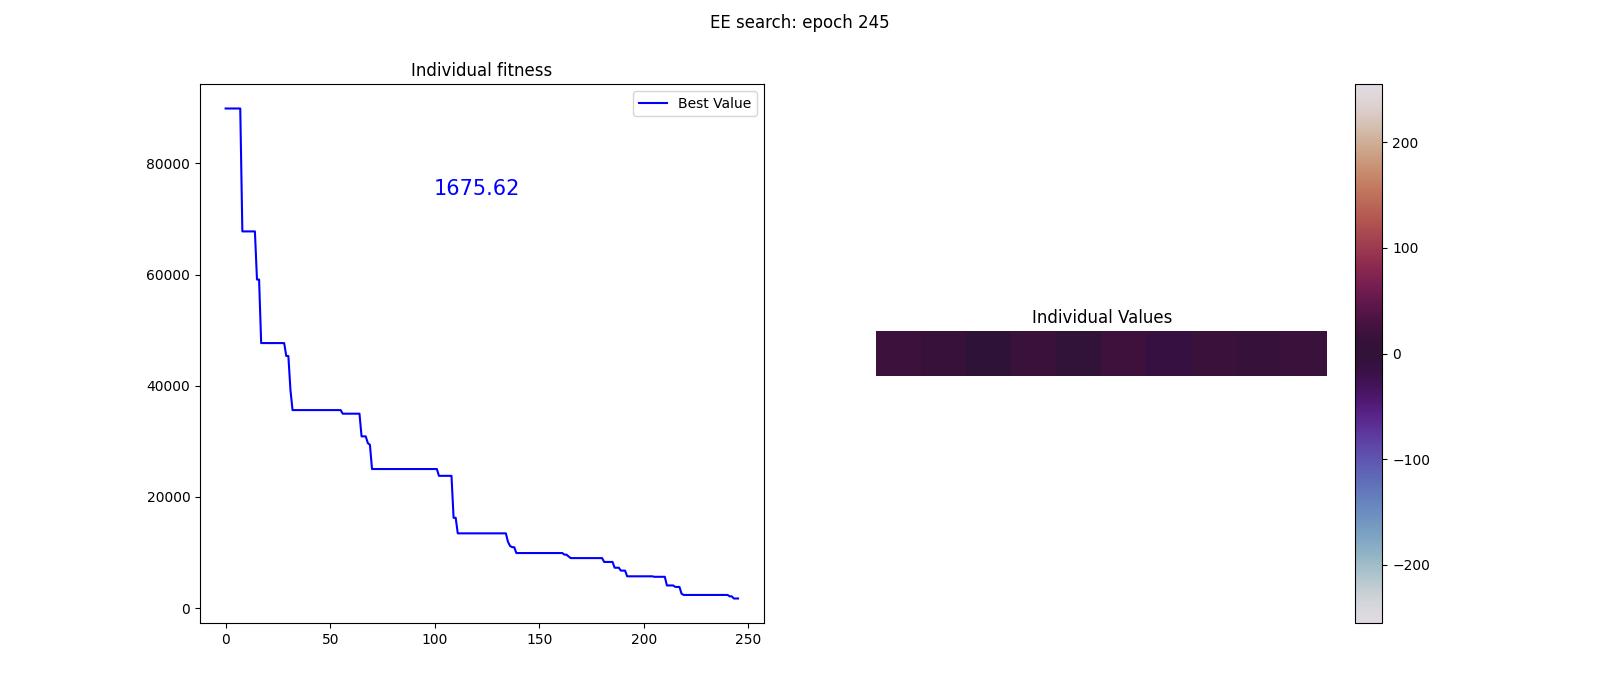 EE search: epoch 245
Individual fitness
Best Value
1675.62
80000
60000
40000
20000
0
0 50 100 150 200 250
Individual Values
200
100
0
−100
−200